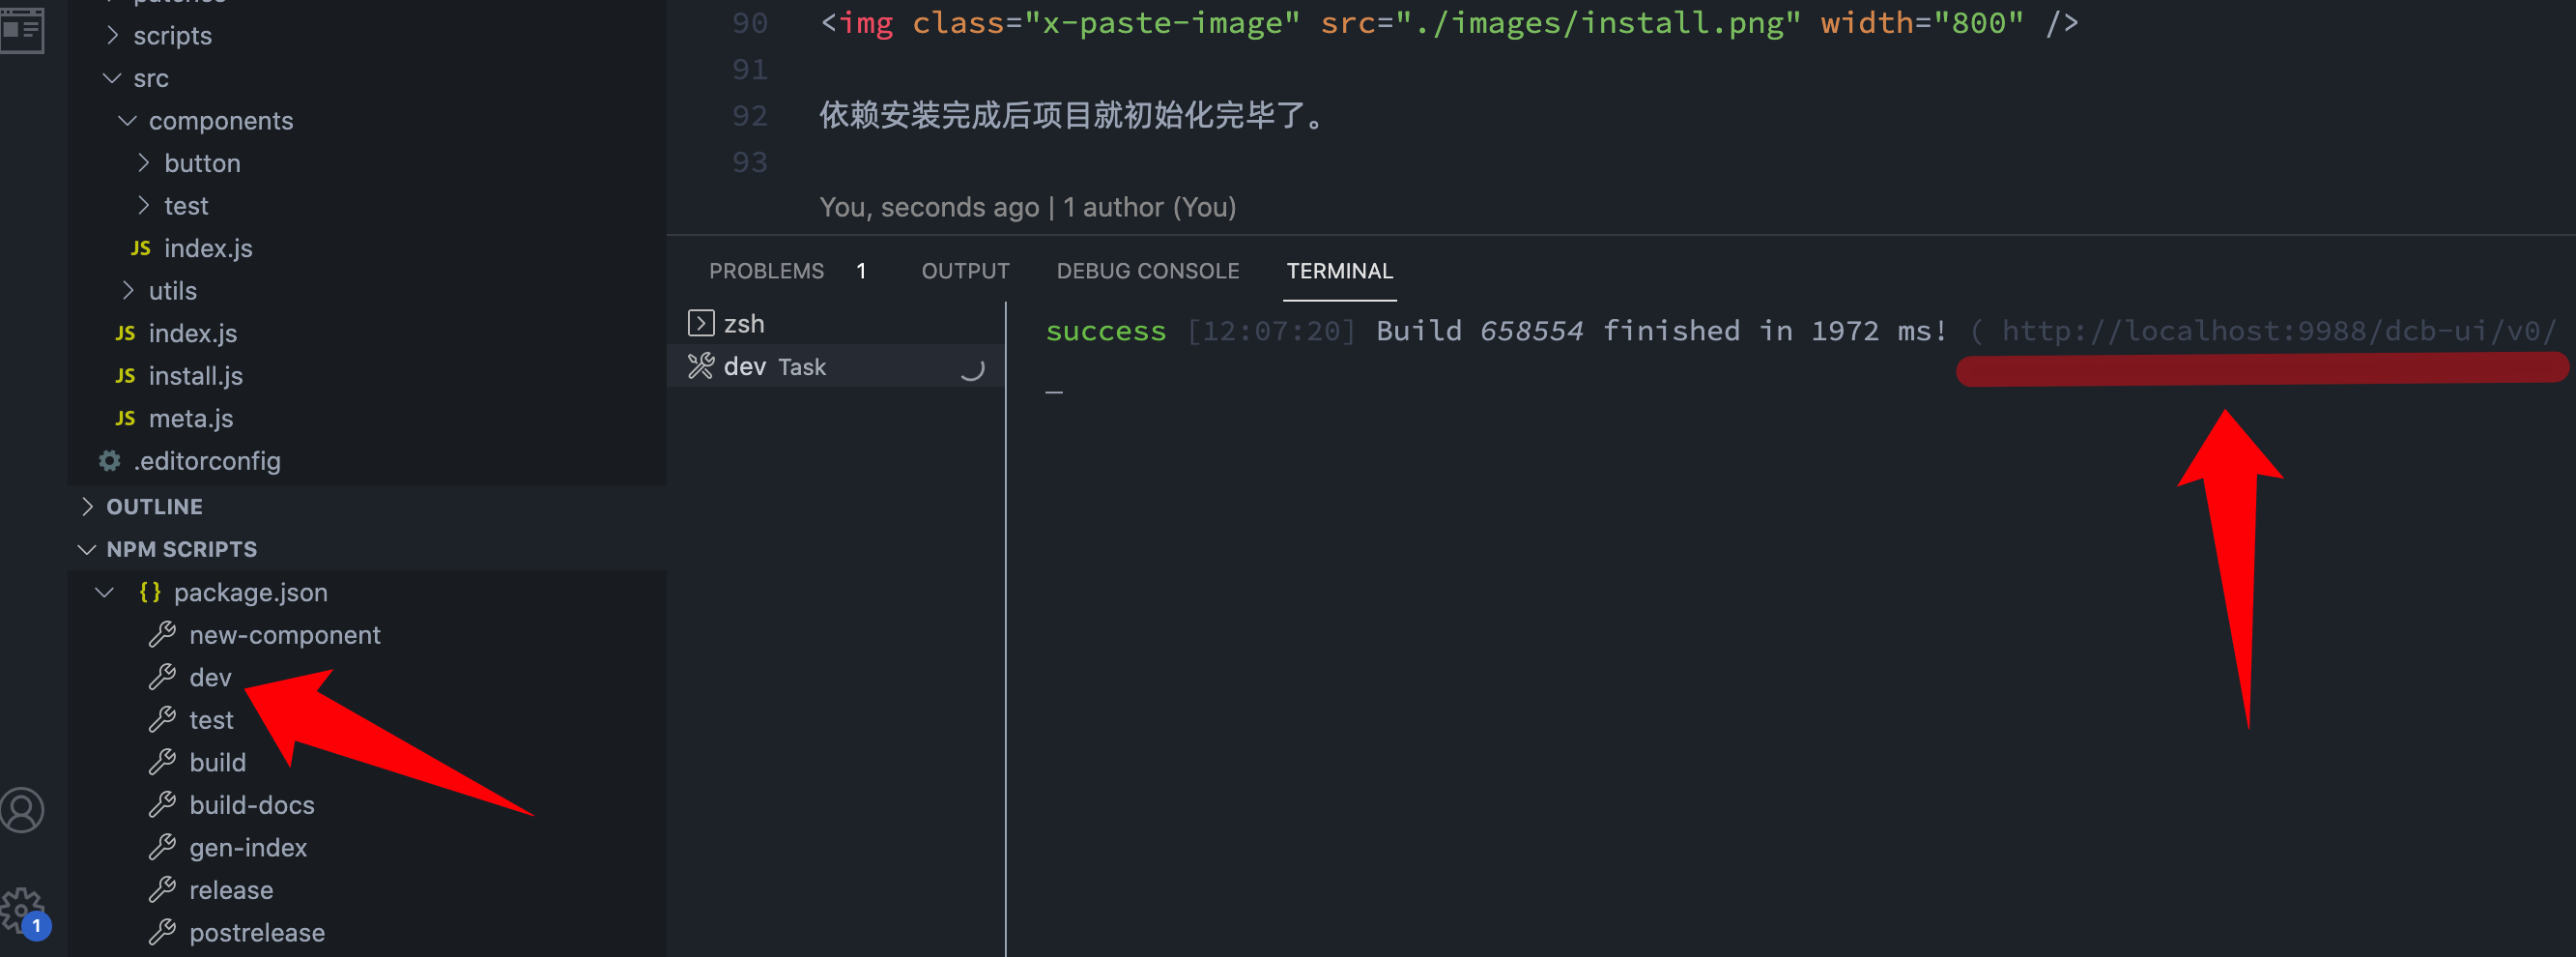 patches
scripts
src
components
button
test
JS index.js
utils
JS index.js
JS install.js
JS meta.js
.editorconfig
OUTLINE
NPM SCRIPTS
{} package.json
new-component
dev
test
build
build-docs
gen-index
release
postrelease
1
90 <img class="x-paste-image" src="./images/install.png" width="800" />
91
92 依赖安装完成后项目就初始化完毕了。
93
You, seconds ago | 1 author (You)
PROBLEMS 1 OUTPUT DEBUG CONSOLE TERMINAL
zsh
dev Task
success [12:07:20] Build 658554 finished in 1972 ms! ( http://localhost:9988/dcb-ui/v0/